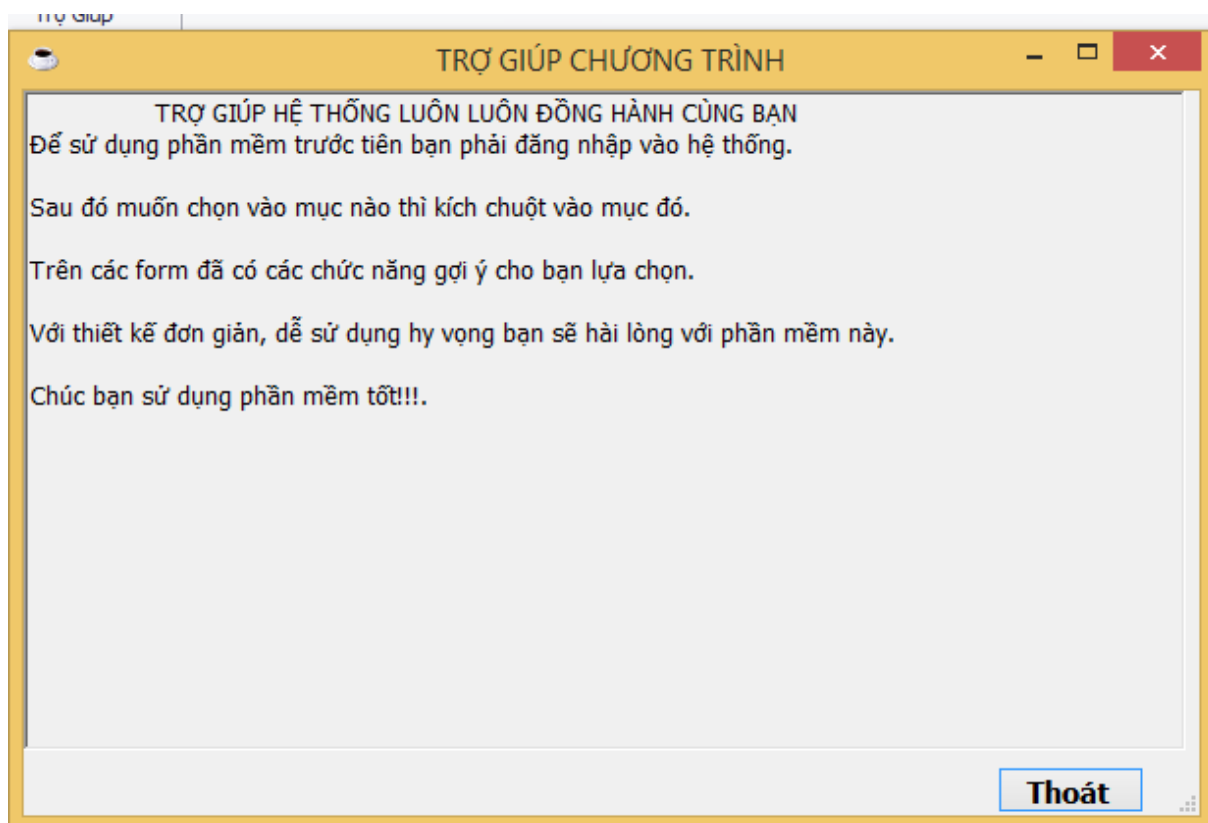 Trợ Giúp
TRỢ GIÚP CHƯƠNG TRÌNH
TRỢ GIÚP HỆ THỐNG LUÔN LUÔN ĐỒNG HÀNH CÙNG BẠN
Để sử dụng phần mềm trước tiên bạn phải đăng nhập vào hệ thống.
Sau đó muốn chọn vào mục nào thì kích chuột vào mục đó.
Trên các form đã có các chức năng gợi ý cho bạn lựa chọn.
Với thiết kế đơn giản, dễ sử dụng hy vọng bạn sẽ hài lòng với phần mềm này.
Chúc bạn sử dụng phần mềm tốt!!!.
Thoát